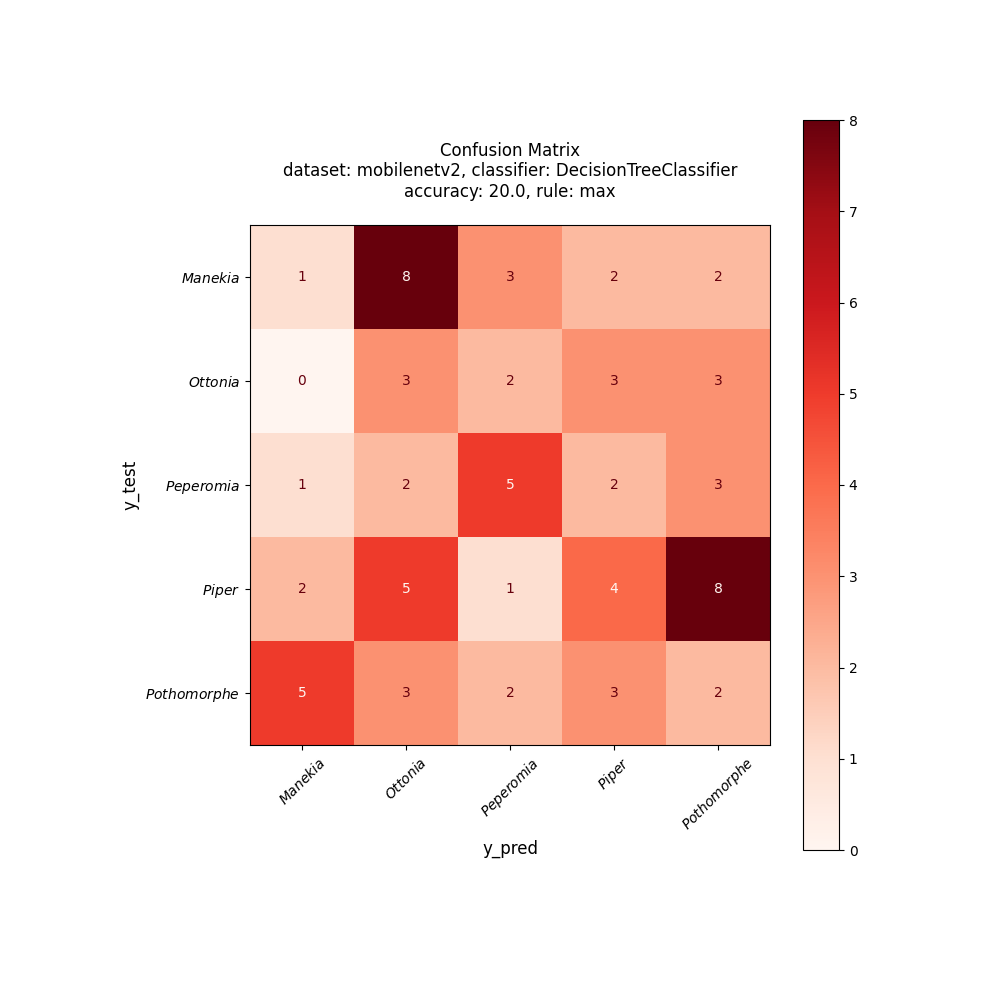 Confusion Matrix
dataset: mobilenetv2, classifier: DecisionTreeClassifier
accuracy: 20.0, rule: max
y_test
Manekia 1 8 3 2 2
Ottonia 0 3 2 3 3
Peperomia 1 2 5 2 3
Piper 2 5 1 4 8
Pothomorphe 5 3 2 3 2
Manekia Ottonia Peperomia Piper Pothomorphe
y_pred
8
7
6
5
4
3
2
1
0